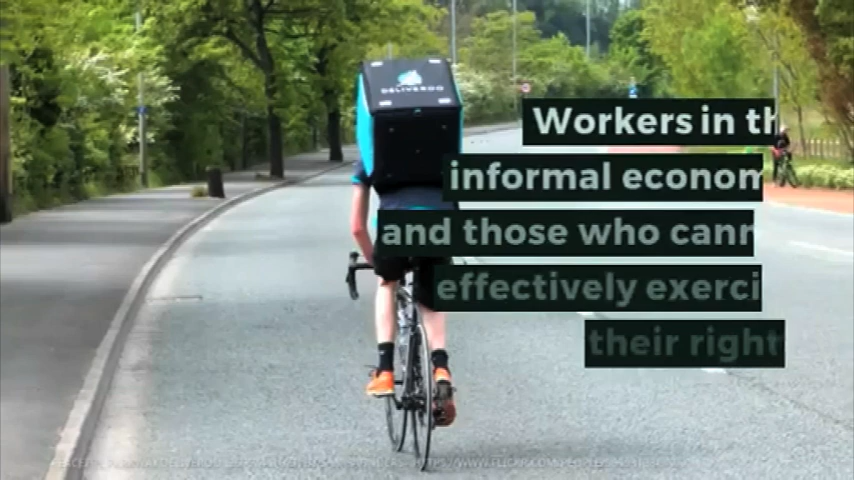 DELIVEROO
Workers in th
informal econom
and those who cann
effectively exerci
their right